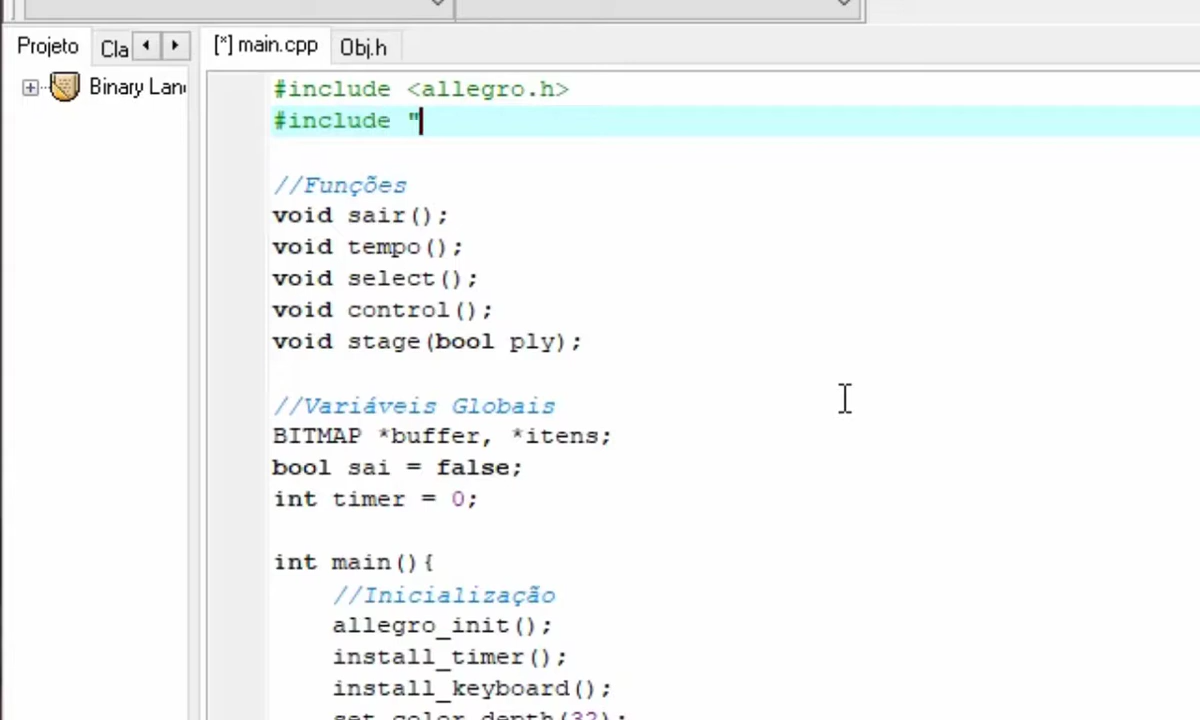 Projeto
Cla
[*] main.cpp
Obj.h
Binary Lan
#include <allegro.h>
#include "
//Funções
void sair();
void tempo();
void select();
void control();
void stage(bool ply);
//Variáveis Globais
BITMAP *buffer, *itens;
bool sai = false;
int timer = 0;
int main(){
//Inicialização
allegro_init();
install_timer();
install_keyboard();
set_color_depth(32);